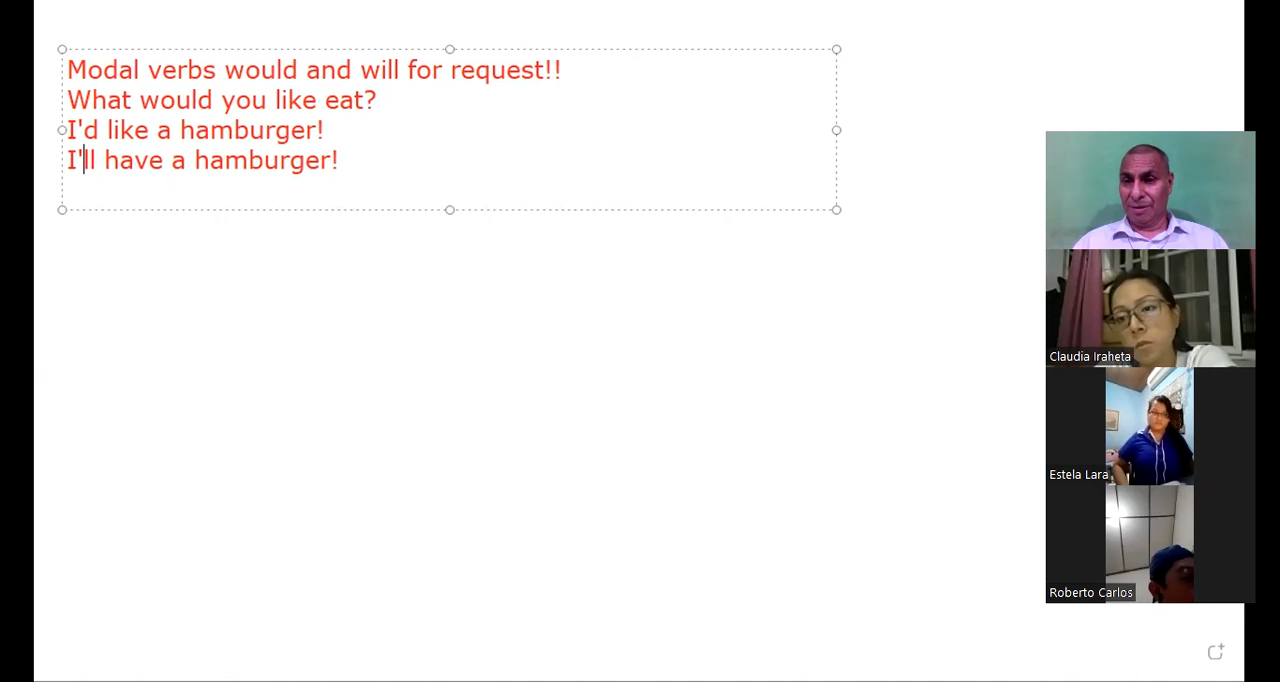 Modal verbs would and will for request!!
What would you like eat?
I'd like a hamburger!
I'll have a hamburger!
Claudia Iraheta
Estela Lara
Roberto Carlos